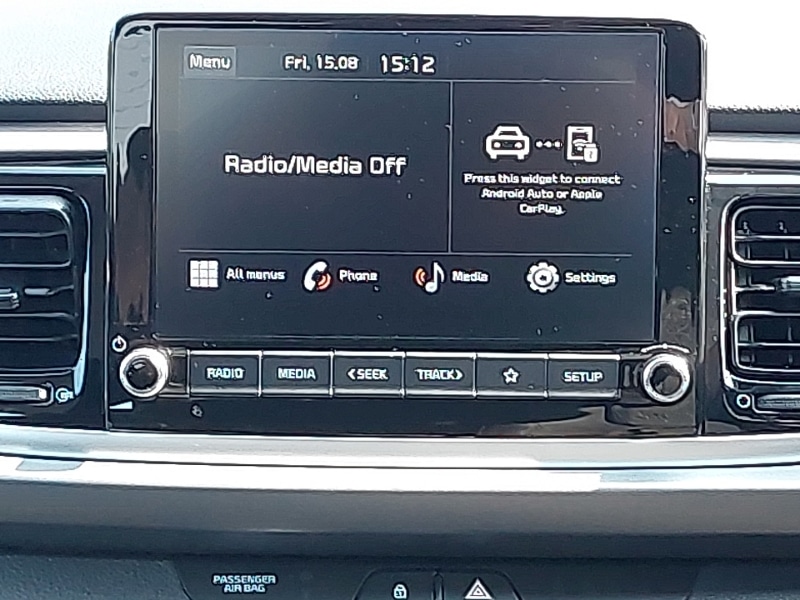 Menu Fri, 15.08 15:12
Radio/Media Off
Press this widget to connect
Android Auto or Apple
CarPlay.
All menus Phone Media Settings
RADIO MEDIA <SEEK TRACK> SETUP
PASSENGER
AIR BAG